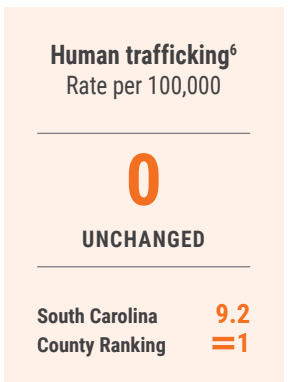 Human trafficking⁶
Rate per 100,000
0
UNCHANGED
South Carolina 9.2
County Ranking =1